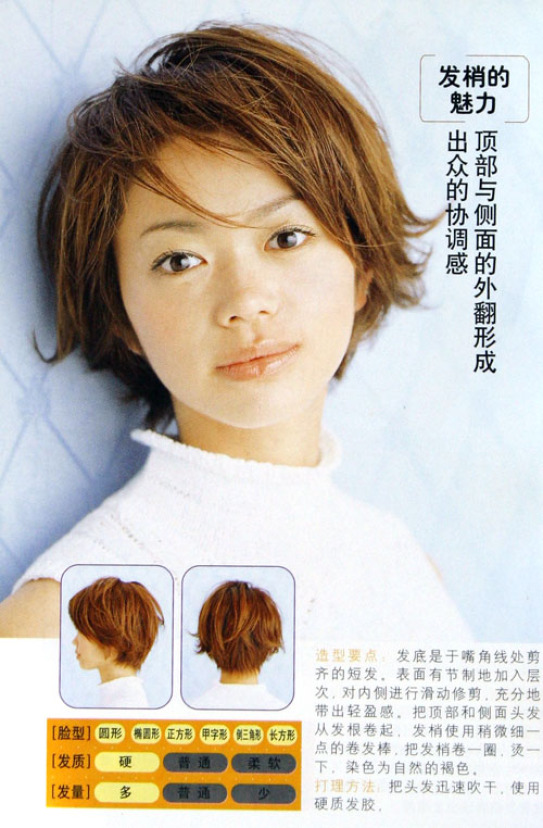 发梢的
魅力
顶部与侧面的外翻形成
出众的协调感
造型要点：发底是于嘴角线处剪
齐的短发。表面有节制地加入层
次，对内侧进行滑动修剪，充分地
带出轻盈感。把顶部和侧面头发
从发根卷起，发梢使用稍微细一
点的卷发棒，把发梢卷一圈，烫一
下，染色为自然的褐色。
打理方法：把头发迅速吹干，使用
硬质发胶。
[脸型] 圆形 椭圆形 正方形 甲字形 侧三角形 长方形
[发质] 硬 普通 柔软
[发量] 多 普通 少